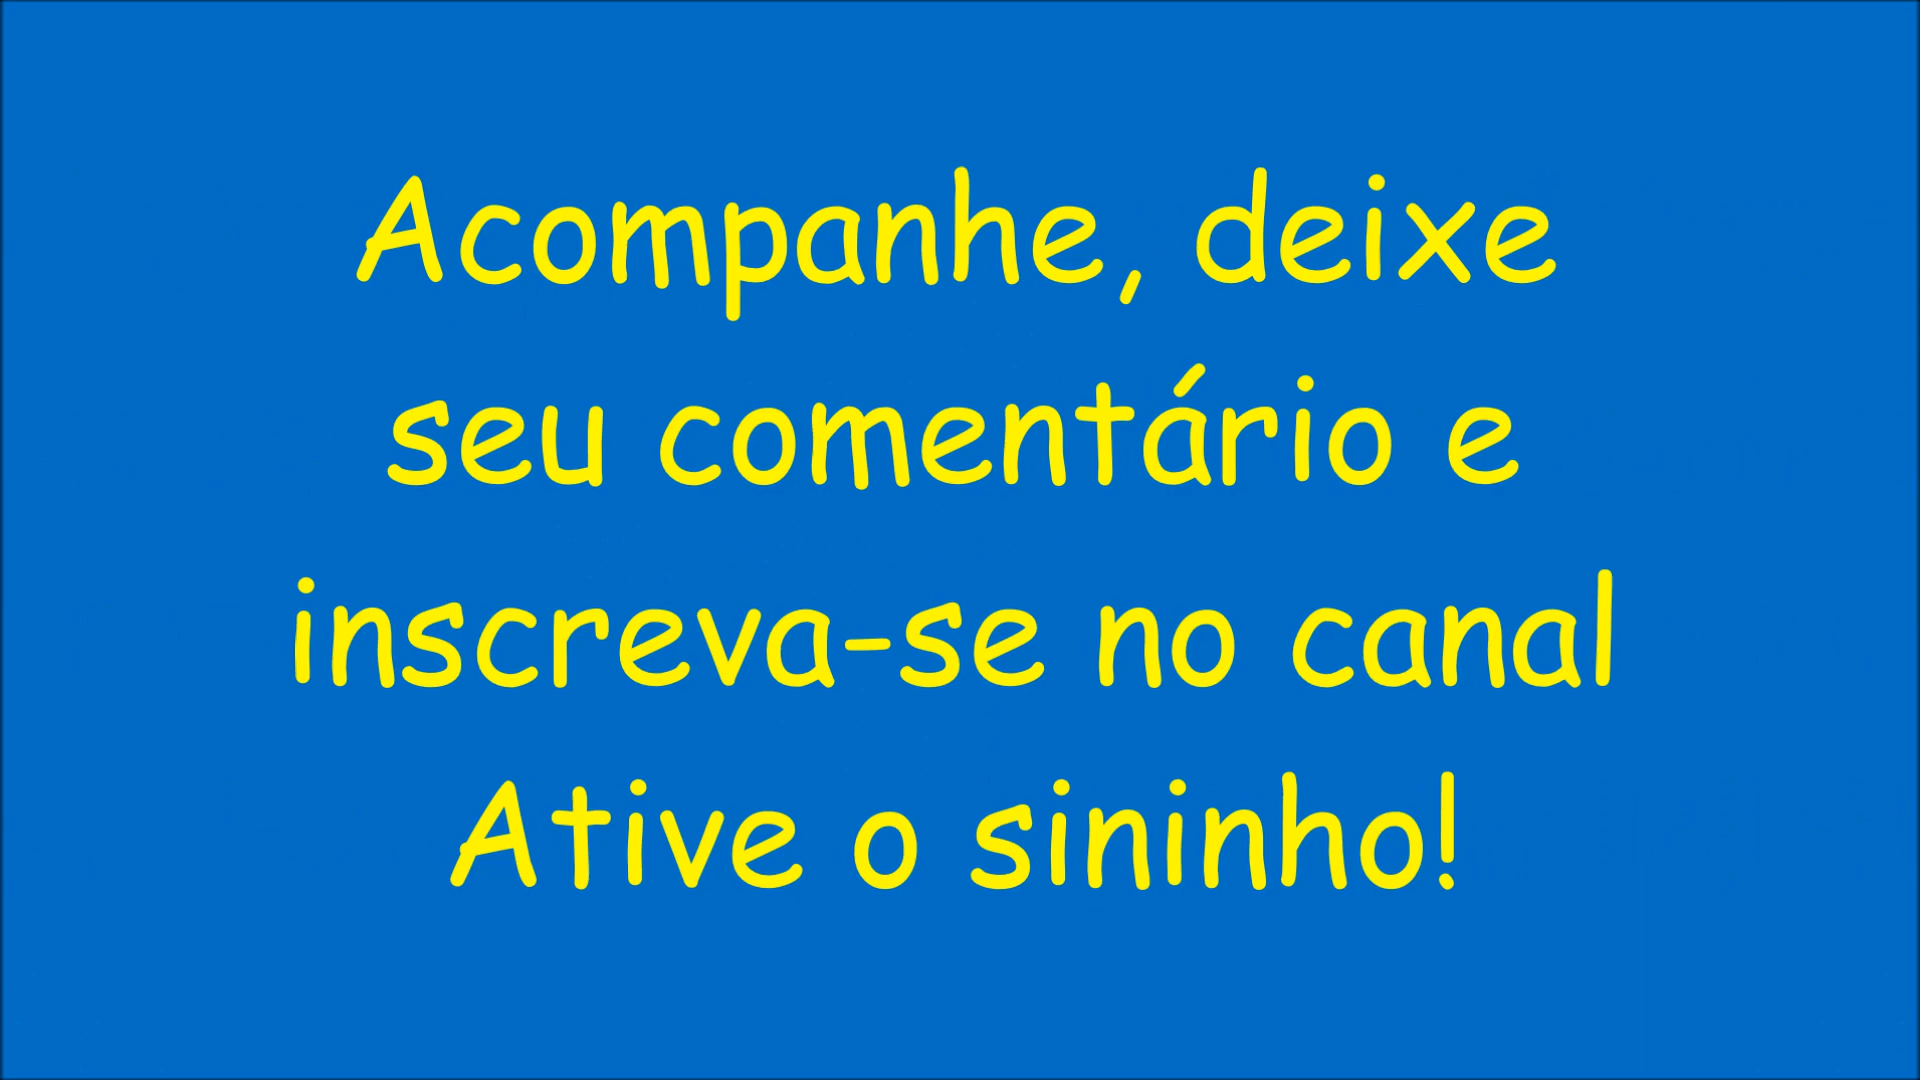 Acompanhe, deixe
seu comentário e
inscreva-se no canal
Ative o sininho!